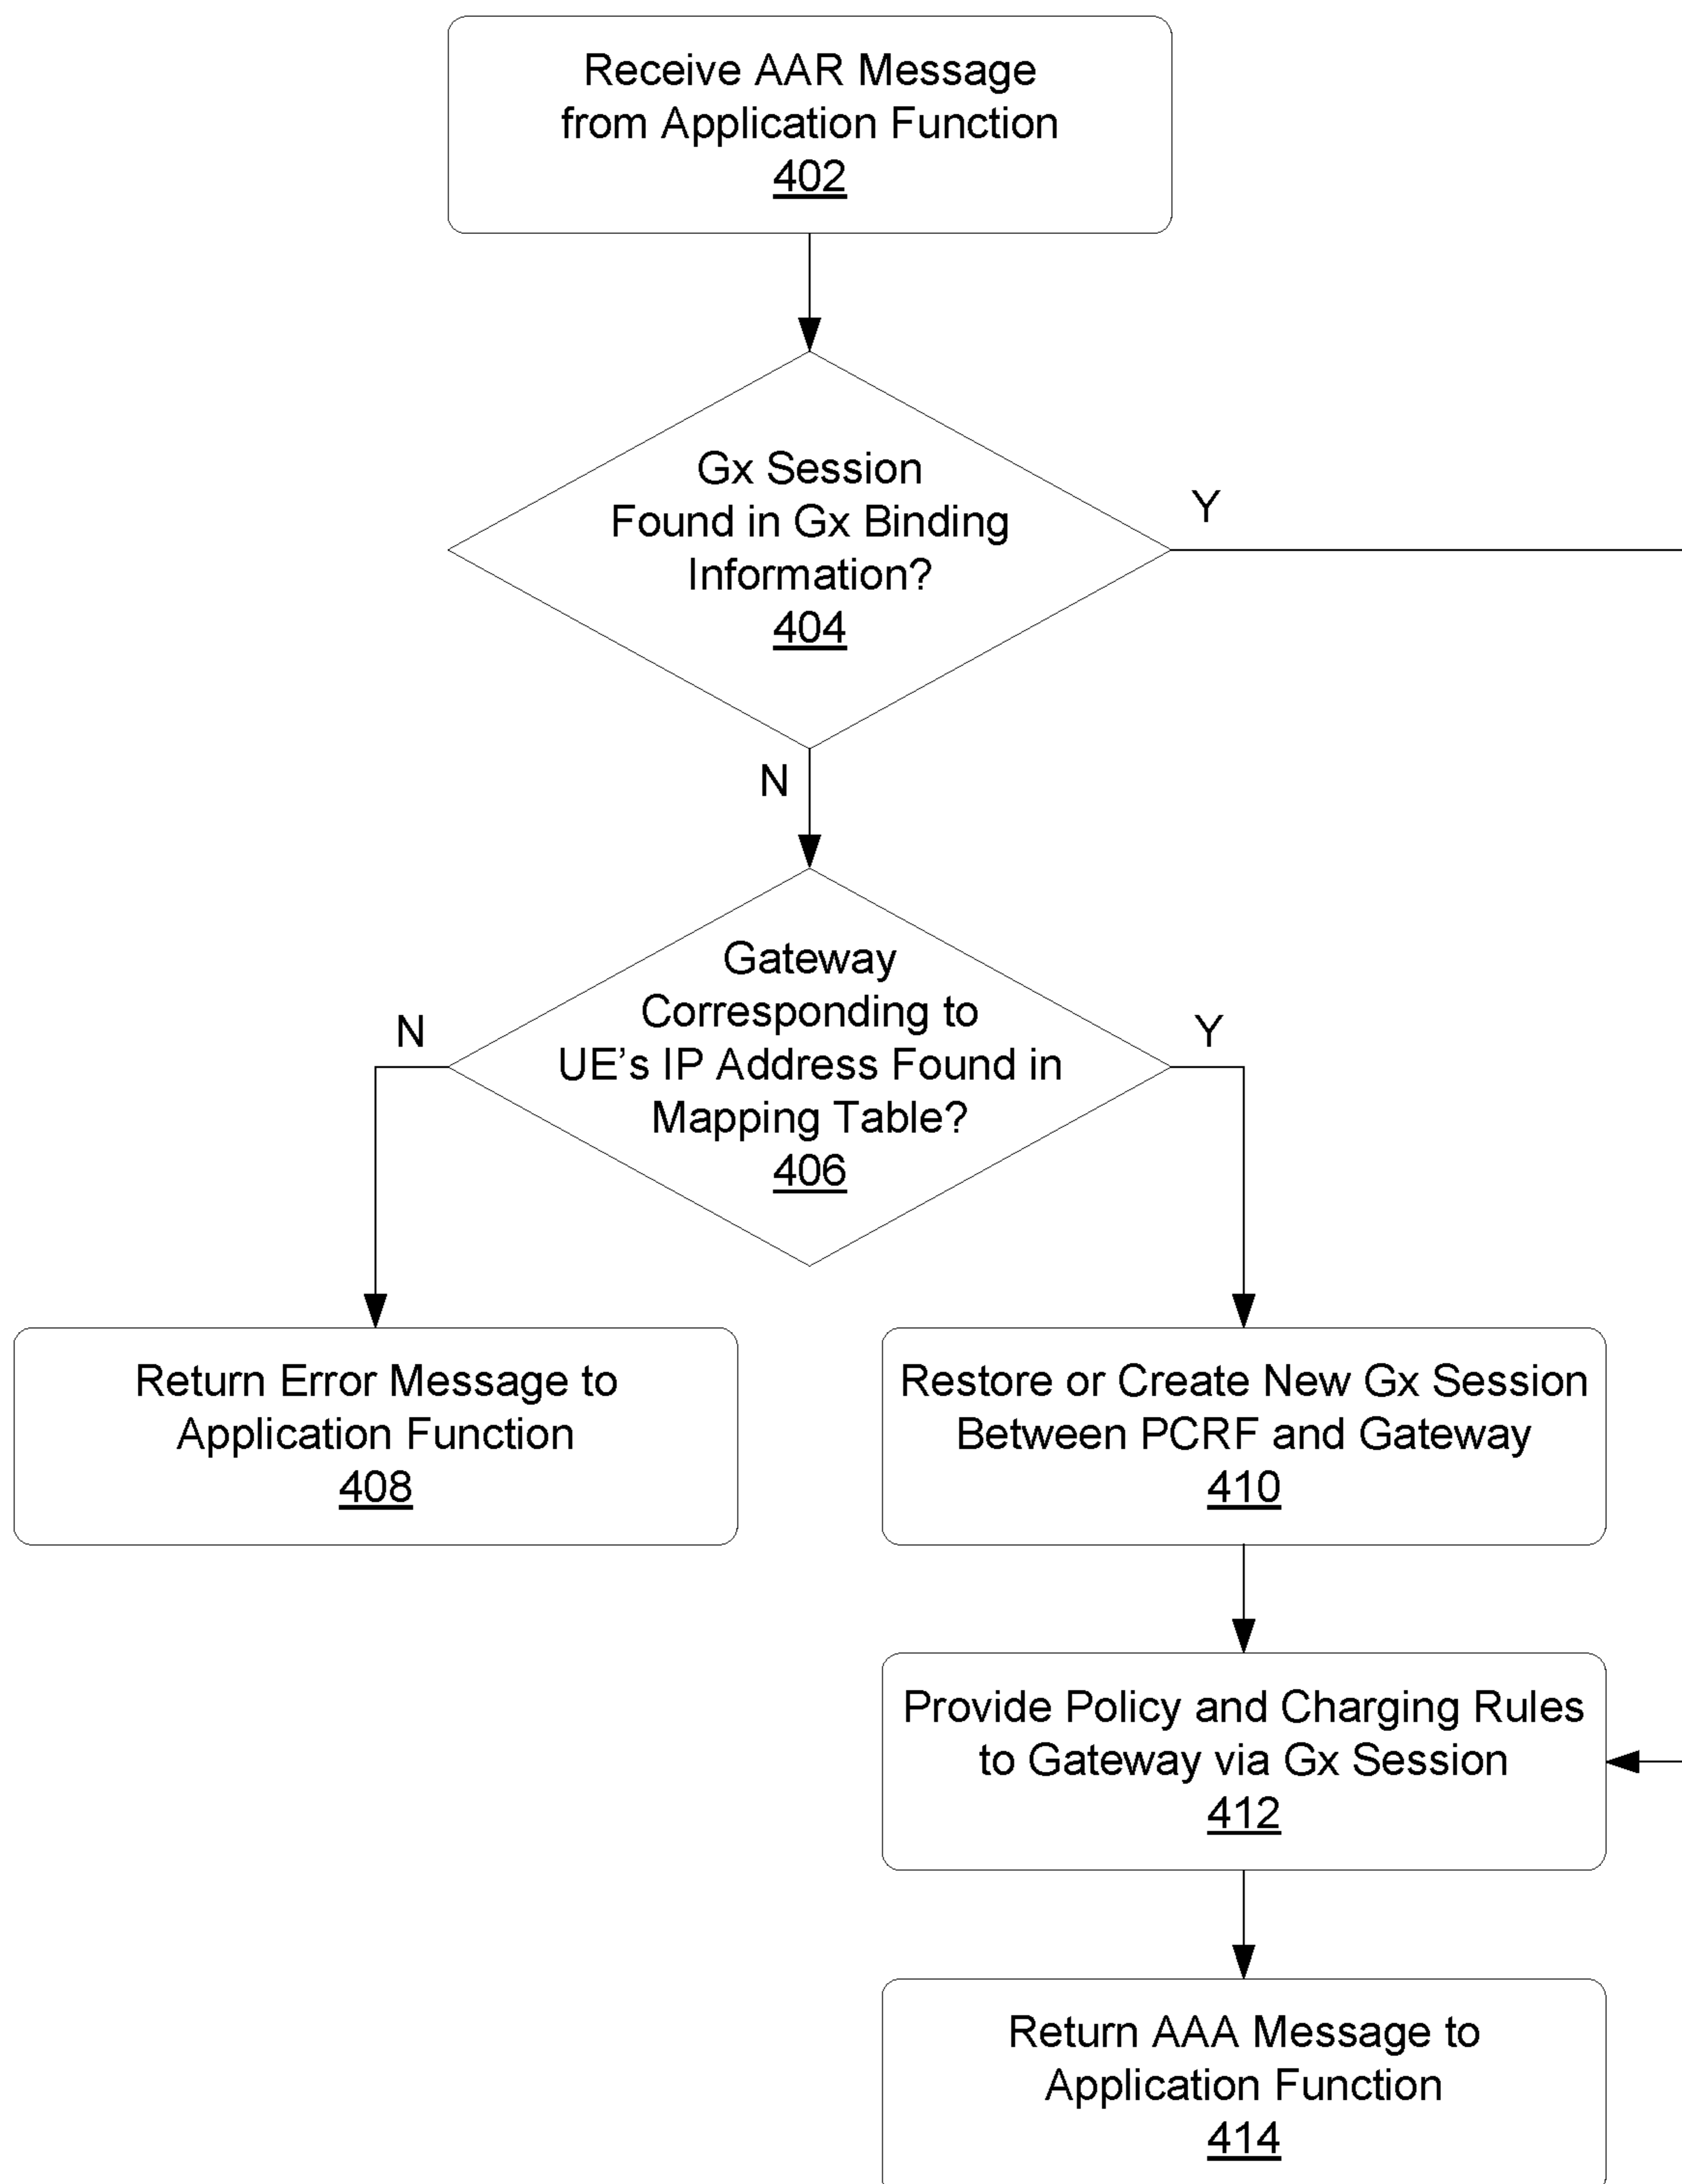 Receive AAR Message
from Application Function
402
Gx Session
Found in Gx Binding
Information?
404
Y
N
Gateway
Corresponding to
UE's IP Address Found in
Mapping Table?
406
N
Y
Return Error Message to
Application Function
408
Restore or Create New Gx Session
Between PCRF and Gateway
410
Provide Policy and Charging Rules
to Gateway via Gx Session
412
Return AAA Message to
Application Function
414